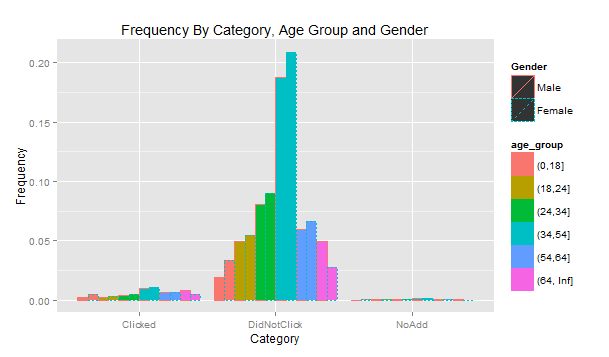 Frequency By Category, Age Group and Gender
Frequency
0.20
0.15
0.10
0.05
0.00
Clicked
DidNotClick
NoAdd
Category
Gender
Male
Female
age_group
(0,18]
(18,24]
(24,34]
(34,54]
(54,64]
(64, Inf]